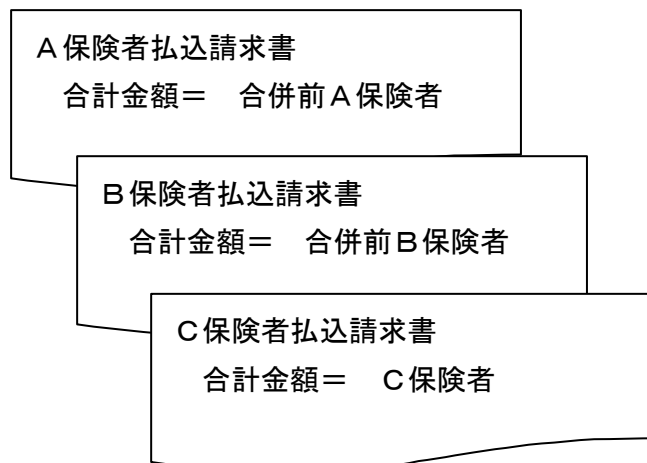 A保険者払込請求書
合計金額=　合併前A保険者
B保険者払込請求書
合計金額=　合併前B保険者
C保険者払込請求書
合計金額=　C保険者